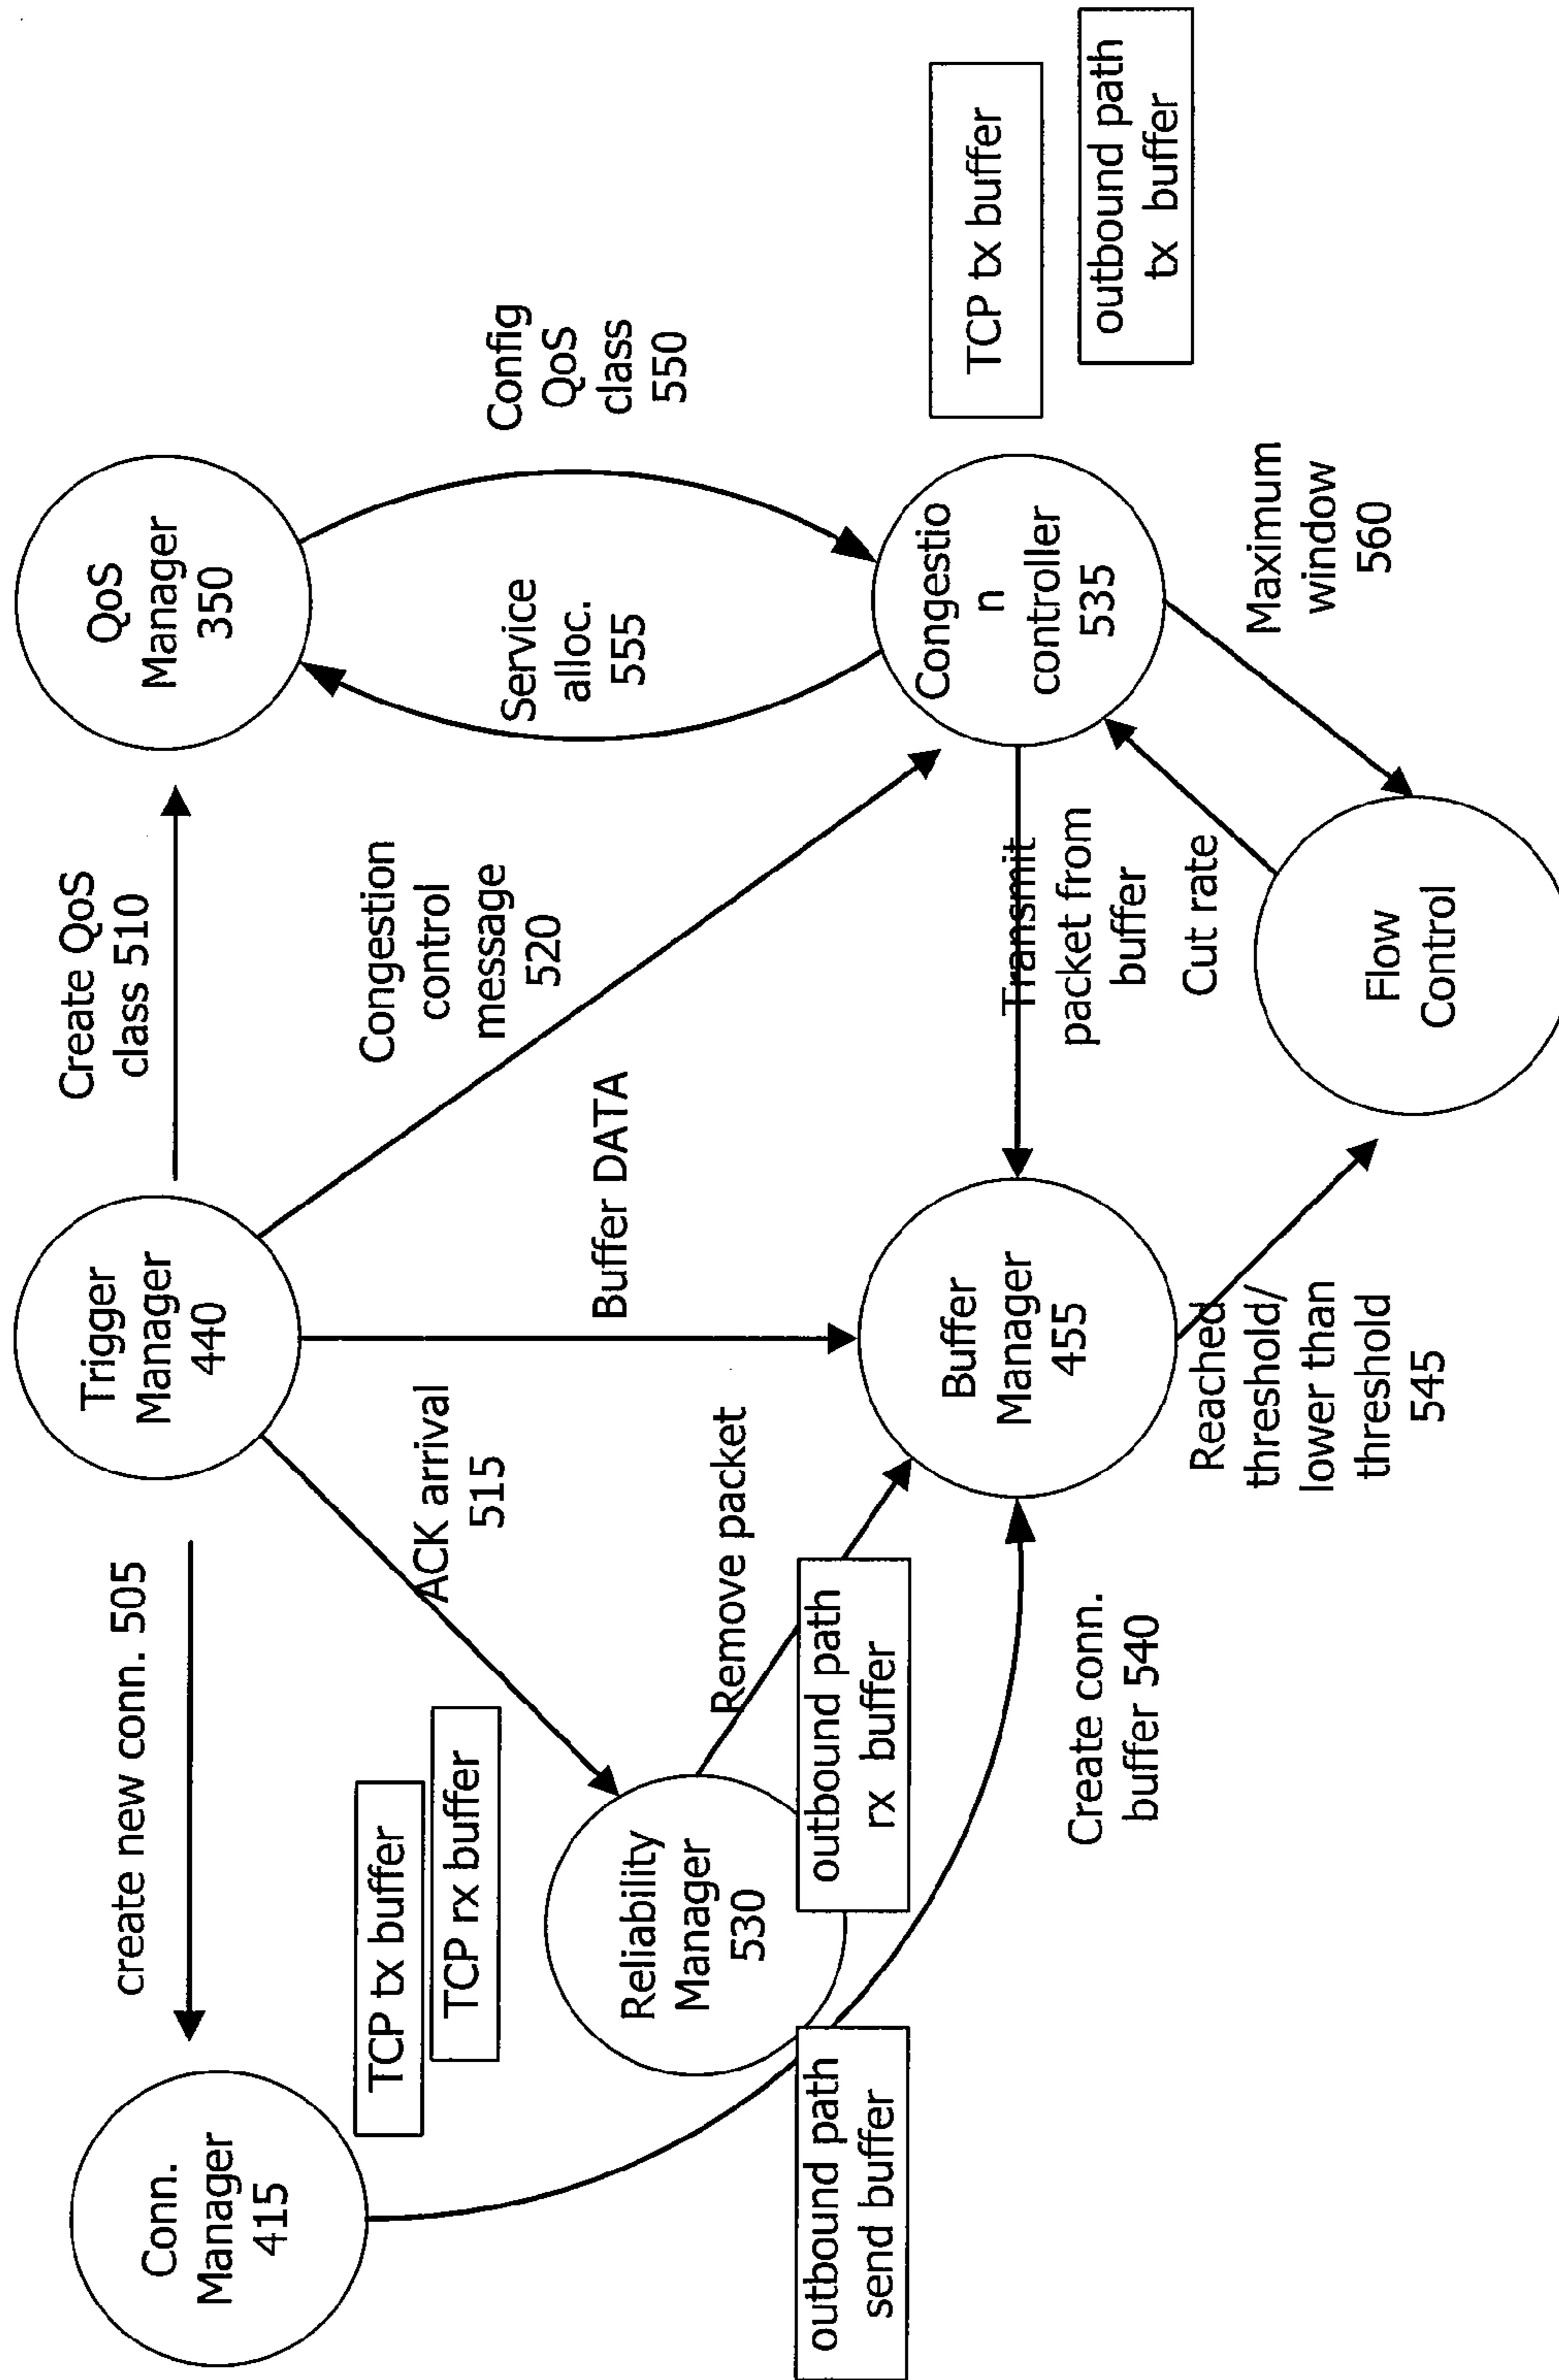 Conn.
Manager
415
create new conn. 505
Trigger
Manager
440
Create QoS
class 510
QoS
Manager
350
TCP tx buffer
TCP rx buffer
ACK arrival
515
Congestion
control
message
520
Service
alloc.
555
Config
QoS
class
550
Buffer DATA
Reliability
Manager
530
Remove packet
outbound path
send buffer
outbound path
rx buffer
Buffer
Manager
455
Transmit
packet from
buffer
Congestio
n
controller
535
TCP tx buffer
outbound path
tx buffer
Create conn.
buffer 540
Reached
threshold/
lower than
threshold
545
Cut rate
Maximum
window
560
Flow
Control